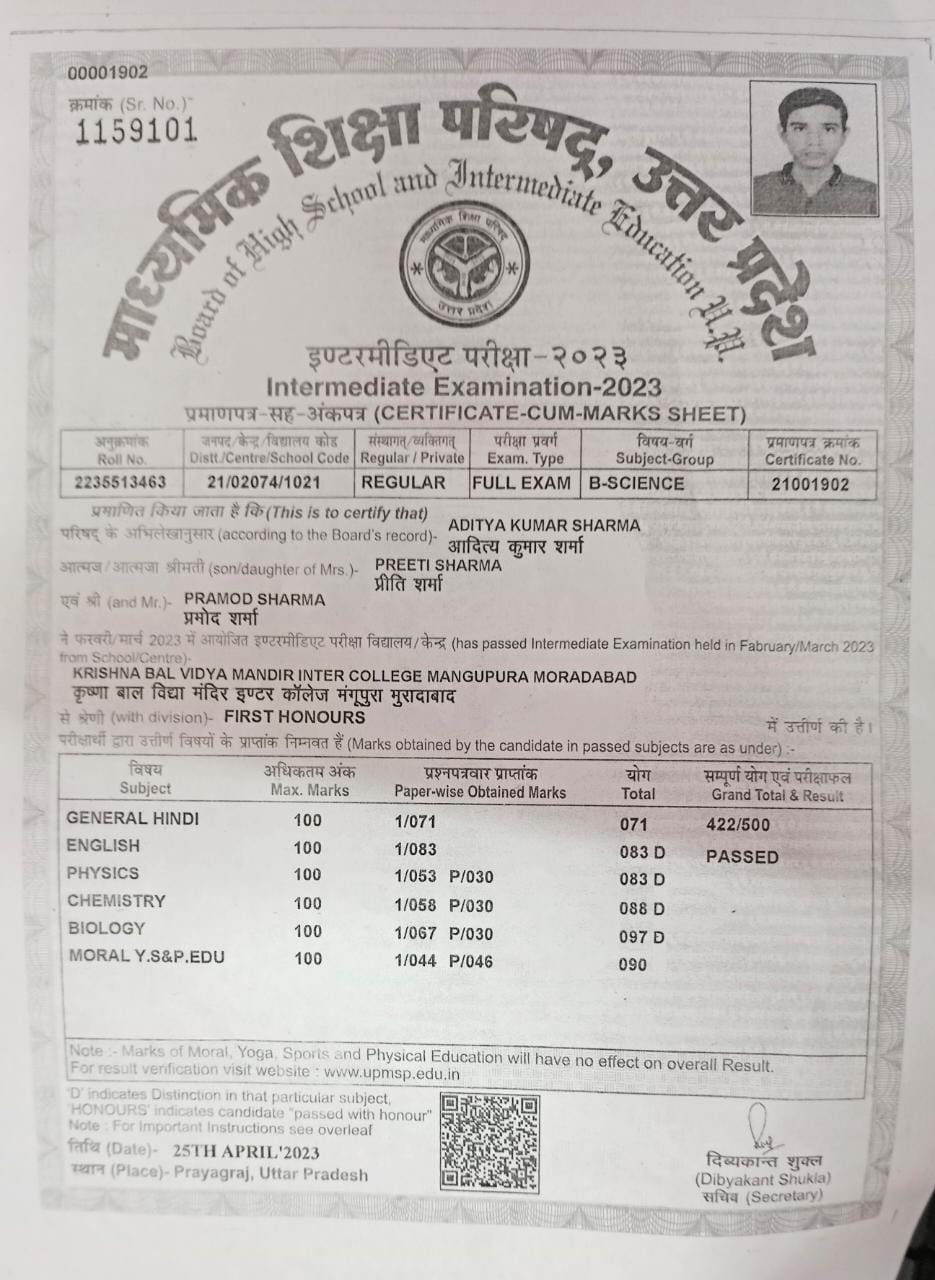 00001902
क्रमांक (Sr. No.)
1159101
माध्यमिक शिक्षा परिषद्, उत्तर प्रदेश
Board of High School and Intermediate Education U.P.
माध्यमिक शिक्षा परिषद्
उत्तर प्रदेश
इण्टरमीडिएट परीक्षा-२०२३
Intermediate Examination-2023
प्रमाणपत्र-सह-अंकपत्र (CERTIFICATE-CUM-MARKS SHEET)
अनुक्रमांक जनपद/केन्द्र/विद्यालय कोड संस्थागत/व्यक्तिगत् परीक्षा प्रवर्ग विषय-वर्ग प्रमाणपत्र क्रमांक
Roll No. Distt./Centre/School Code Regular / Private Exam. Type Subject-Group Certificate No.
2235513463 21/02074/1021 REGULAR FULL EXAM B-SCIENCE 21001902
प्रमाणित किया जाता है कि (This is to certify that)
परिषद् के अभिलेखानुसार (according to the Board's record)- ADITYA KUMAR SHARMA
आदित्य कुमार शर्मा
आत्मज/आत्मजा श्रीमती (son/daughter of Mrs.)- PREETI SHARMA
प्रीति शर्मा
एवं श्री (and Mr.)- PRAMOD SHARMA
प्रमोद शर्मा
ने फरवरी/मार्च 2023 में आयोजित इण्टरमीडिएट परीक्षा विद्यालय/केन्द्र (has passed Intermediate Examination held in Fabruary/March 2023
from School/Centre)-
KRISHNA BAL VIDYA MANDIR INTER COLLEGE MANGUPURA MORADABAD
कृष्णा बाल विद्या मंदिर इण्टर कॉलेज मंगूपुरा मुरादाबाद
से श्रेणी (with division)- FIRST HONOURS में उत्तीर्ण की है।
परीक्षार्थी द्वारा उत्तीर्ण विषयों के प्राप्तांक निम्नवत हैं (Marks obtained by the candidate in passed subjects are as under) :-
विषय अधिकतम अंक प्रश्नपत्रवार प्राप्तांक योग सम्पूर्ण योग एवं परीक्षाफल
Subject Max. Marks Paper-wise Obtained Marks Total Grand Total & Result
GENERAL HINDI 100 1/071 071 422/500
ENGLISH 100 1/083 083 D PASSED
PHYSICS 100 1/053 P/030 083 D
CHEMISTRY 100 1/058 P/030 088 D
BIOLOGY 100 1/067 P/030 097 D
MORAL Y.S&P.EDU 100 1/044 P/046 090
Note :- Marks of Moral, Yoga, Sports and Physical Education will have no effect on overall Result.
For result verification visit website : www.upmsp.edu.in
'D' indicates Distinction in that particular subject,
'HONOURS' indicates candidate "passed with honour"
Note : For Important Instructions see overleaf
तिथि (Date)- 25TH APRIL'2023
स्थान (Place)- Prayagraj, Uttar Pradesh
दिब्यकान्त शुक्ल
(Dibyakant Shukla)
सचिव (Secretary)